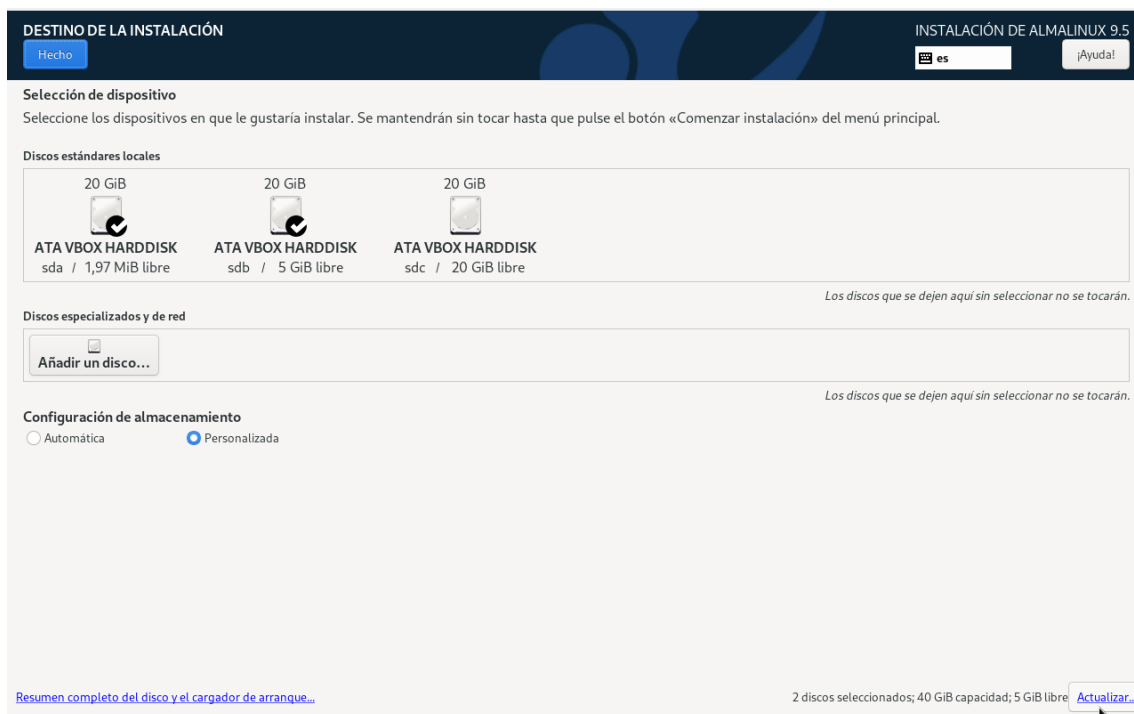 DESTINO DE LA INSTALACIÓN
INSTALACIÓN DE ALMALINUX 9.5
Hecho
es
¡Ayuda!
Selección de dispositivo
Seleccione los dispositivos en que le gustaría instalar. Se mantendrán sin tocar hasta que pulse el botón «Comenzar instalación» del menú principal.
Discos estándares locales
20 GiB 20 GiB 20 GiB
ATA VBOX HARDDISK ATA VBOX HARDDISK ATA VBOX HARDDISK
sda / 1,97 MiB libre sdb / 5 GiB libre sdc / 20 GiB libre
Los discos que se dejen aquí sin seleccionar no se tocarán.
Discos especializados y de red
Añadir un disco...
Los discos que se dejen aquí sin seleccionar no se tocarán.
Configuración de almacenamiento
Automática Personalizada
Resumen completo del disco y el cargador de arranque...
2 discos seleccionados; 40 GiB capacidad; 5 GiB libre Actualizar..